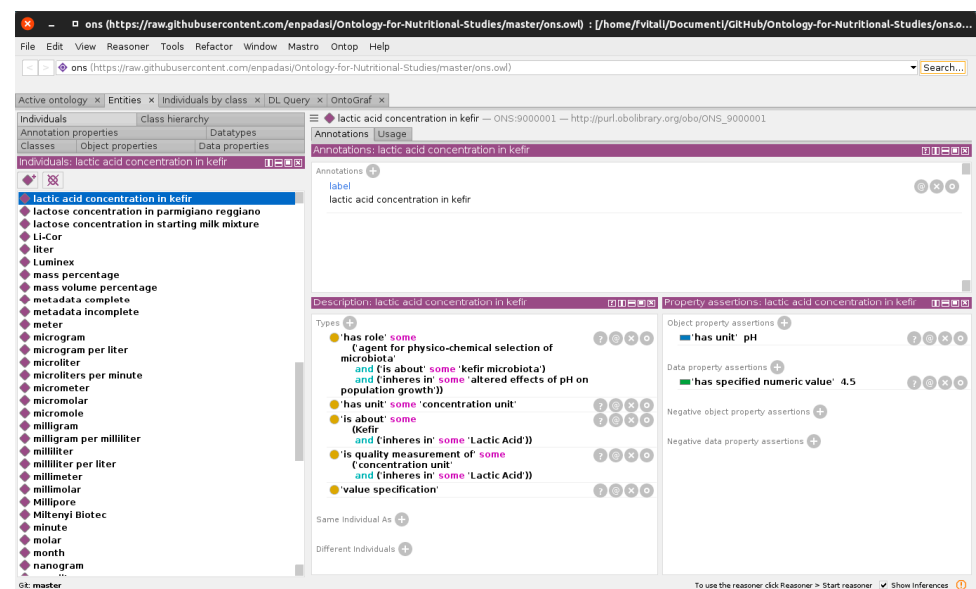 ons (https://raw.githubusercontent.com/enpadasi/Ontology-for-Nutritional-Studies/master/ons.owl) : [/home/fvitali/Documenti/GitHub/Ontology-for-Nutritional-Studies/ons.o...
File Edit View Reasoner Tools Refactor Window Mastro Ontop Help
< > ons (https://raw.githubusercontent.com/enpadasi/Ontology-for-Nutritional-Studies/master/ons.owl) Search...
Active ontology × Entities × Individuals by class × DL Query × OntoGraf ×
Individuals Class hierarchy
Annotation properties Datatypes
Classes Object properties Data properties
Individuals: lactic acid concentration in kefir
lactic acid concentration in kefir
lactose concentration in parmigiano reggiano
lactose concentration in starting milk mixture
Li-Cor
liter
Luminex
mass percentage
mass volume percentage
metadata complete
metadata incomplete
meter
microgram
microgram per liter
microliter
microliters per minute
micrometer
micromolar
micromole
milligram
milligram per milliliter
milliliter
milliliter per liter
millimeter
millimolar
Millipore
Miltenyi Biotec
minute
molar
month
nanogram
Git: master
lactic acid concentration in kefir — ONS:9000001 — http://purl.obolibrary.org/obo/ONS_9000001
Annotations Usage
Annotations: lactic acid concentration in kefir
Annotations
label
lactic acid concentration in kefir
Description: lactic acid concentration in kefir
Types
'has role' some
('agent for physico-chemical selection of
microbiota'
and ('is about' some 'kefir microbiota')
and ('inheres in' some 'altered effects of pH on
population growth'))
'has unit' some 'concentration unit'
'is about' some
(Kefir
and ('inheres in' some 'Lactic Acid'))
'is quality measurement of' some
('concentration unit'
and ('inheres in' some 'Lactic Acid'))
'value specification'
Same Individual As
Different Individuals
Property assertions: lactic acid concentration in kefir
Object property assertions
'has unit' pH
Data property assertions
'has specified numeric value' 4.5
Negative object property assertions
Negative data property assertions
To use the reasoner click Reasoner > Start reasoner Show Inferences